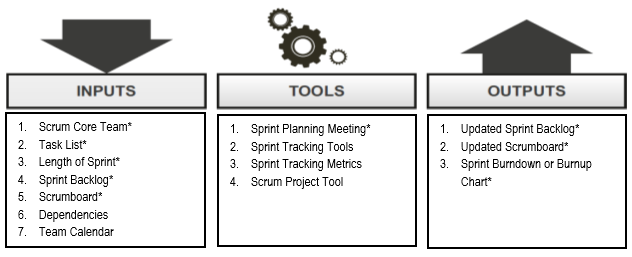 INPUTS
1. Scrum Core Team*
2. Task List*
3. Length of Sprint*
4. Sprint Backlog*
5. Scrumboard*
6. Dependencies
7. Team Calendar
TOOLS
1. Sprint Planning Meeting*
2. Sprint Tracking Tools
3. Sprint Tracking Metrics
4. Scrum Project Tool
OUTPUTS
1. Updated Sprint Backlog*
2. Updated Scrumboard*
3. Sprint Burndown or Burnup
Chart*